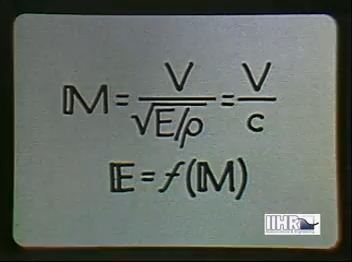 𝕄 = V / √E/ρ = V / c
𝔼 = f(𝕄)
IIHR